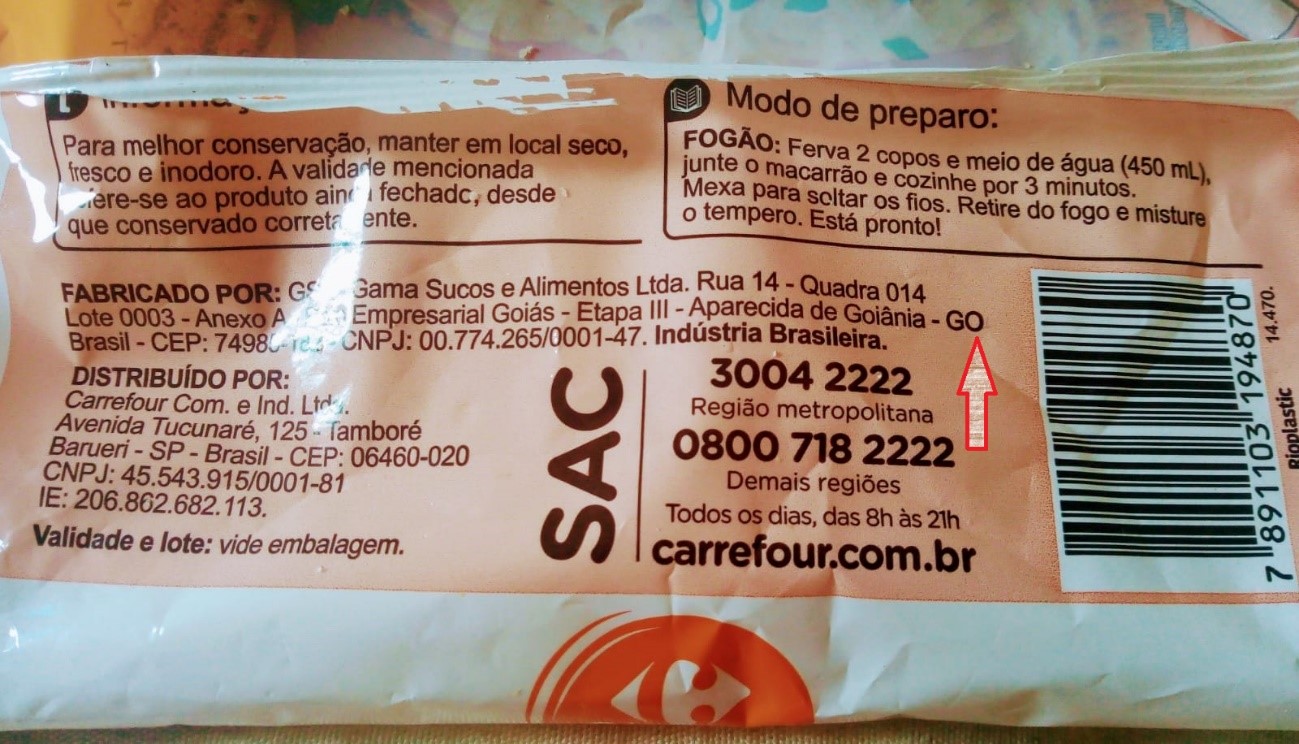 Para melhor conservação, manter em local seco,
fresco e inodoro. A validade mencionada
ao produto fechado, desde
que conservado
Modo de preparo:
FOGÃO: Ferva 2 copos e meio de água (450 mL),
junte o macarrão e cozinhe por 3 minutos.
Mexa para soltar os fios. Retire do fogo e misture
o tempero. Está pronto!
FABRICADO POR: Gama Sucos e Alimentos Ltda. Rua 14 - Quadra 014
Lote 0003 - Anexo Empresarial Goiás - Etapa III - Aparecida de Goiânia - GO
Brasil - CEP: CNPJ: 00.774.265/0001-47. Indústria Brasileira.
DISTRIBUÍDO POR:
Carrefour Com. e Ind. Ltda.
Avenida Tucunaré, 125 - Tamboré
Barueri - SP - Brasil - CEP: 06460-020
CNPJ: 45.543.915/0001-81
IE: 206.862.682.113.
Validade e lote: vide embalagem.
SAC
3004 2222
Região metropolitana
0800 718 2222
Demais regiões
Todos os dias, das 8h às 21h
carrefour.com.br
7 891103 194870
Rioplastic 14.470.